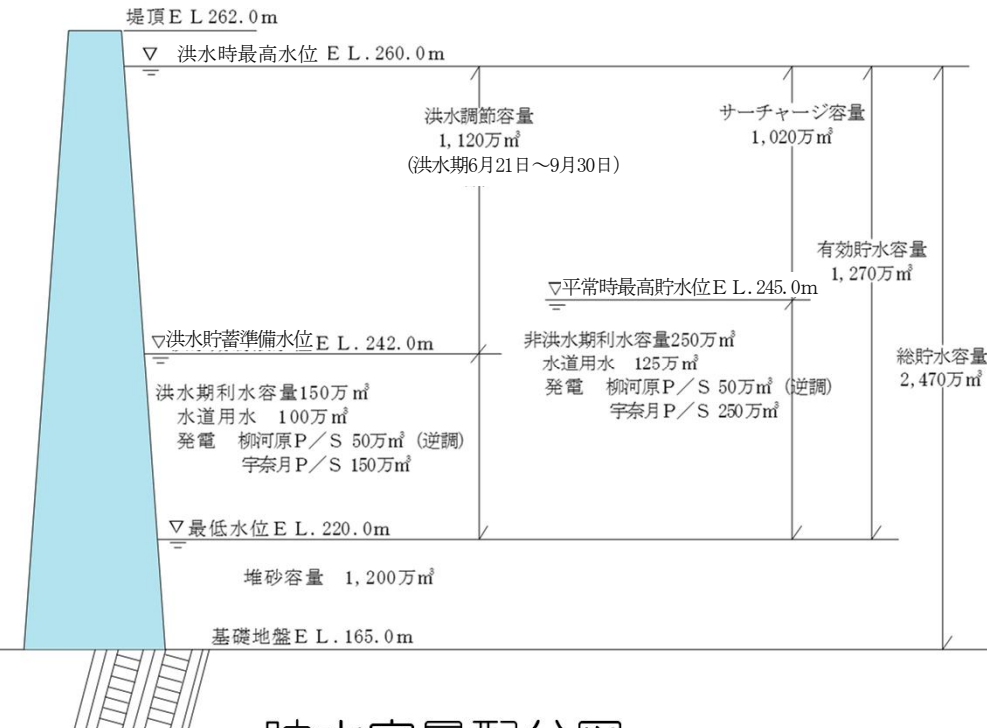 堤頂ＥＬ262.0m
▽ 洪水時最高水位 ＥＬ.260.0m
洪水調節容量
1,120万㎥
(洪水期6月21日～9月30日)
サーチャージ容量
1,020万㎥
有効貯水容量
1,270万㎥
総貯水容量
2,470万㎥
▽平常時最高貯水位ＥＬ.245.0m
非洪水期利水容量250万㎥
水道用水 125万㎥
発電 柳河原Ｐ／Ｓ 50万㎥ (逆調)
宇奈月Ｐ／Ｓ 250万㎥
▽洪水貯蓄準備水位ＥＬ.242.0m
洪水期利水容量150万㎥
水道用水 100万㎥
発電 柳河原Ｐ／Ｓ 50万㎥ (逆調)
宇奈月Ｐ／Ｓ 150万㎥
▽最低水位ＥＬ.220.0m
堆砂容量 1,200万㎥
基礎地盤ＥＬ.165.0m